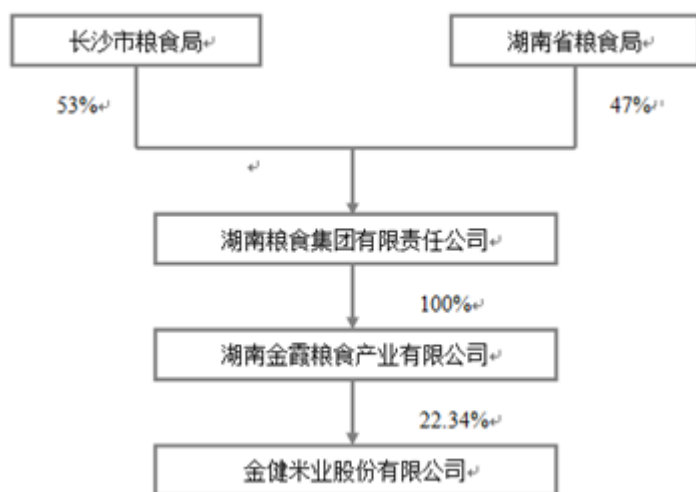 长沙市粮食局
湖南省粮食局
53%
47%
湖南粮食集团有限责任公司
100%
湖南金霞粮食产业有限公司
22.34%
金健米业股份有限公司